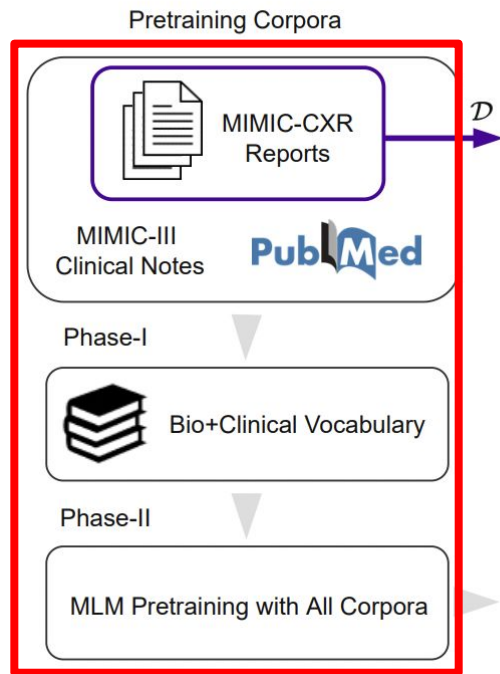 Pretraining Corpora
MIMIC-CXR
Reports
𝒟
MIMIC-III
Clinical Notes
PubMed
Phase-I
Bio+Clinical Vocabulary
Phase-II
MLM Pretraining with All Corpora